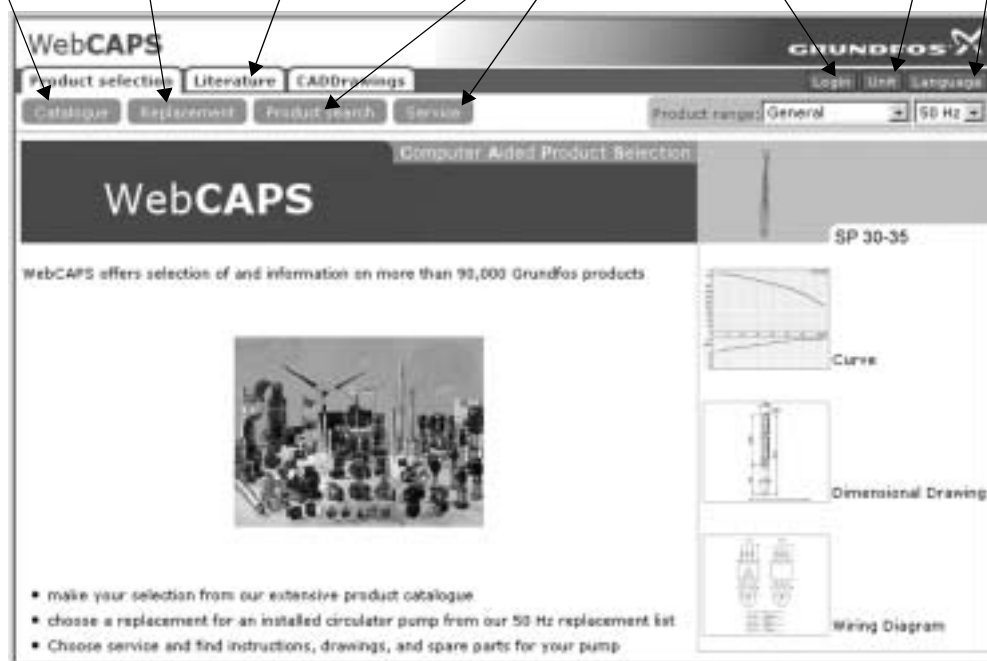 WebCAPS
GRUNDFOS
Product selection Literature CADDrawings
Login Unit Language
Catalogue Replacement Product search Service
Product range: General 50 Hz
Computer Aided Product Selection
WebCAPS
SP 30-35
WebCAPS offers selection of and information on more than 90,000 Grundfos products
Curve
Dimensional Drawing
Wiring Diagram
• make your selection from our extensive product catalogue
• choose a replacement for an installed circulator pump from our 50 Hz replacement list
• Choose service and find instructions, drawings, and spare parts for your pump